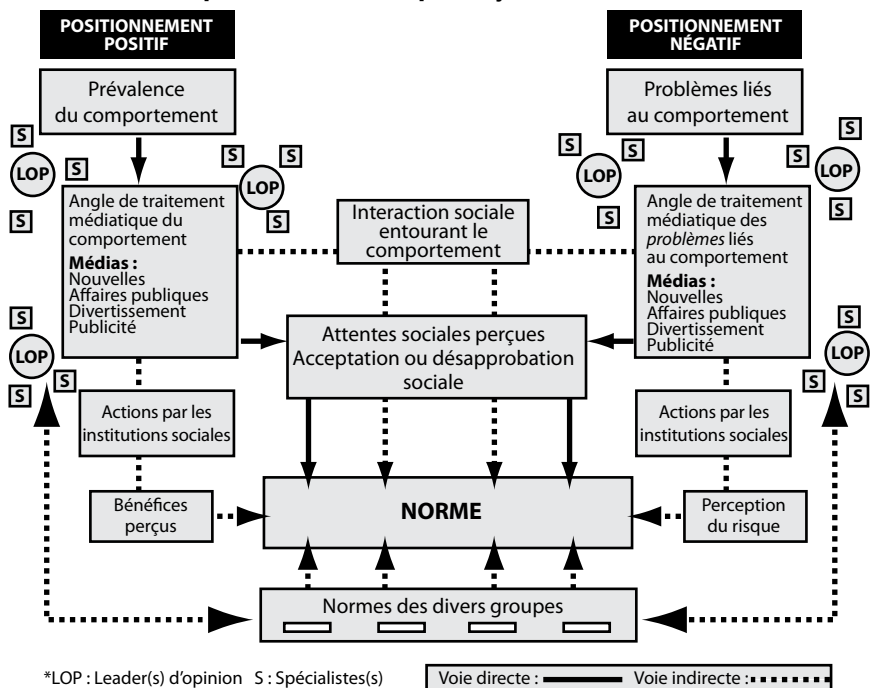 POSITIONNEMENT
POSITIF
POSITIONNEMENT
NÉGATIF
Prévalence
du comportement
Problèmes liés
au comportement
S
LOP
S
S
S
S
LOP
S
S
LOP
S
S
S
S
LOP
S
Angle de traitement
médiatique du
comportement
Médias :
Nouvelles
Affaires publiques
Divertissement
Publicité
Interaction sociale
entourant le
comportement
Angle de traitement
médiatique des
problèmes liés
au comportement
Médias :
Nouvelles
Affaires publiques
Divertissement
Publicité
S
LOP
S
S
Attentes sociales perçues
Acceptation ou désapprobation
sociale
S
LOP
S
S
Actions par les
institutions sociales
Actions par les
institutions sociales
Bénéfices
perçus
NORME
Perception
du risque
Normes des divers groupes
*LOP : Leader(s) d'opinion S : Spécialistes(s)
Voie directe :
Voie indirecte :